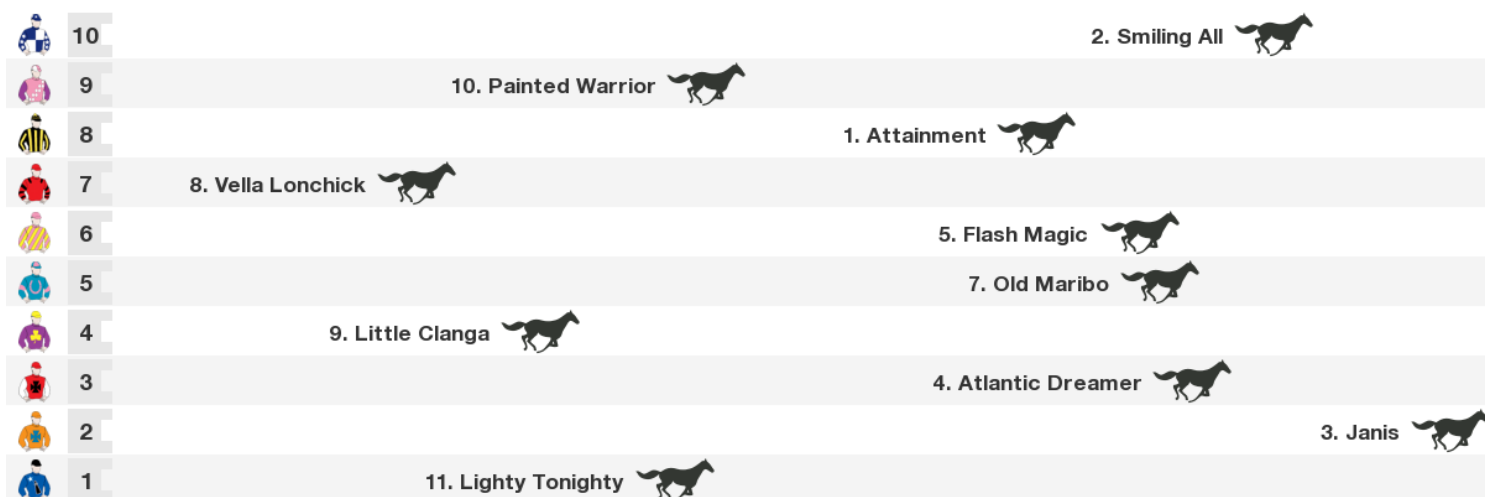 10 2. Smiling All
9 10. Painted Warrior
8 1. Attainment
7 8. Vella Lonchick
6 5. Flash Magic
5 7. Old Maribo
4 9. Little Clanga
3 4. Atlantic Dreamer
2 3. Janis
1 11. Lighty Tonighty